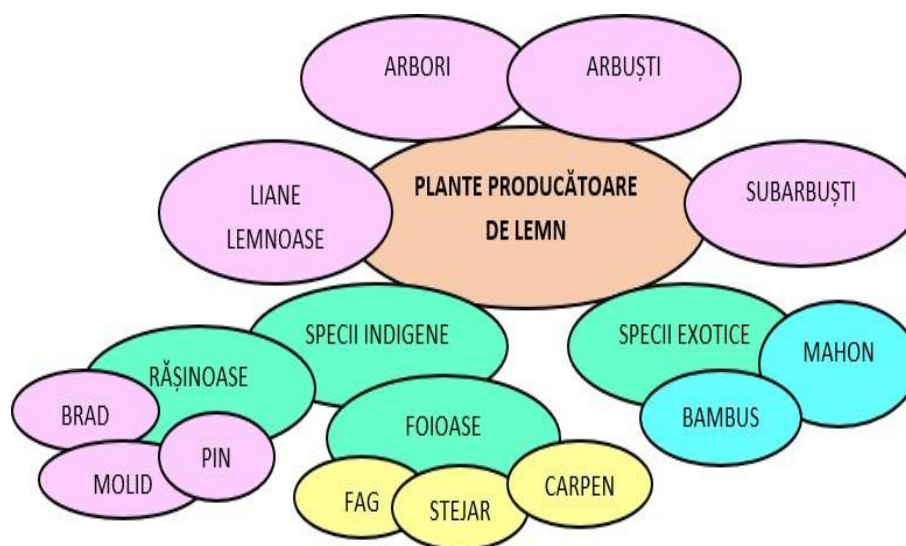 ARBORI
ARBUȘTI
PLANTE PRODUCĂTOARE
DE LEMN
LIANE
LEMNOASE
SUBARBUȘTI
SPECII INDIGENE
SPECII EXOTICE
MAHON
RĂȘINOASE
BRAD
FOIOASE
BAMBUS
PIN
MOLID
FAG
STEJAR
CARPEN